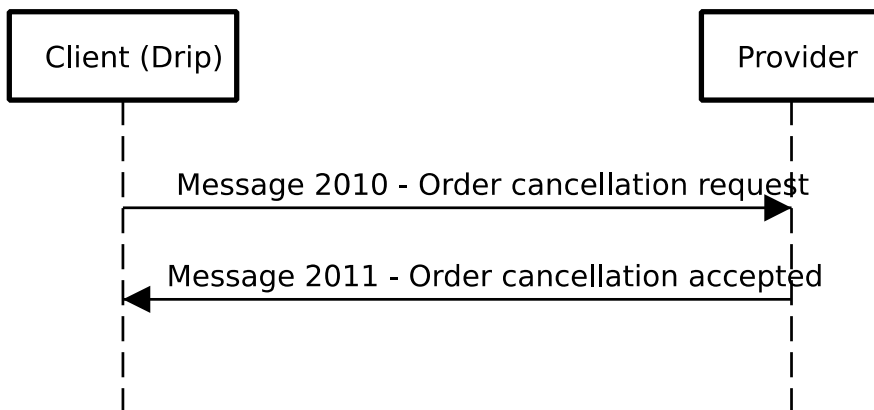 Client (Drip)
Provider
Message 2010 - Order cancellation request
Message 2011 - Order cancellation accepted